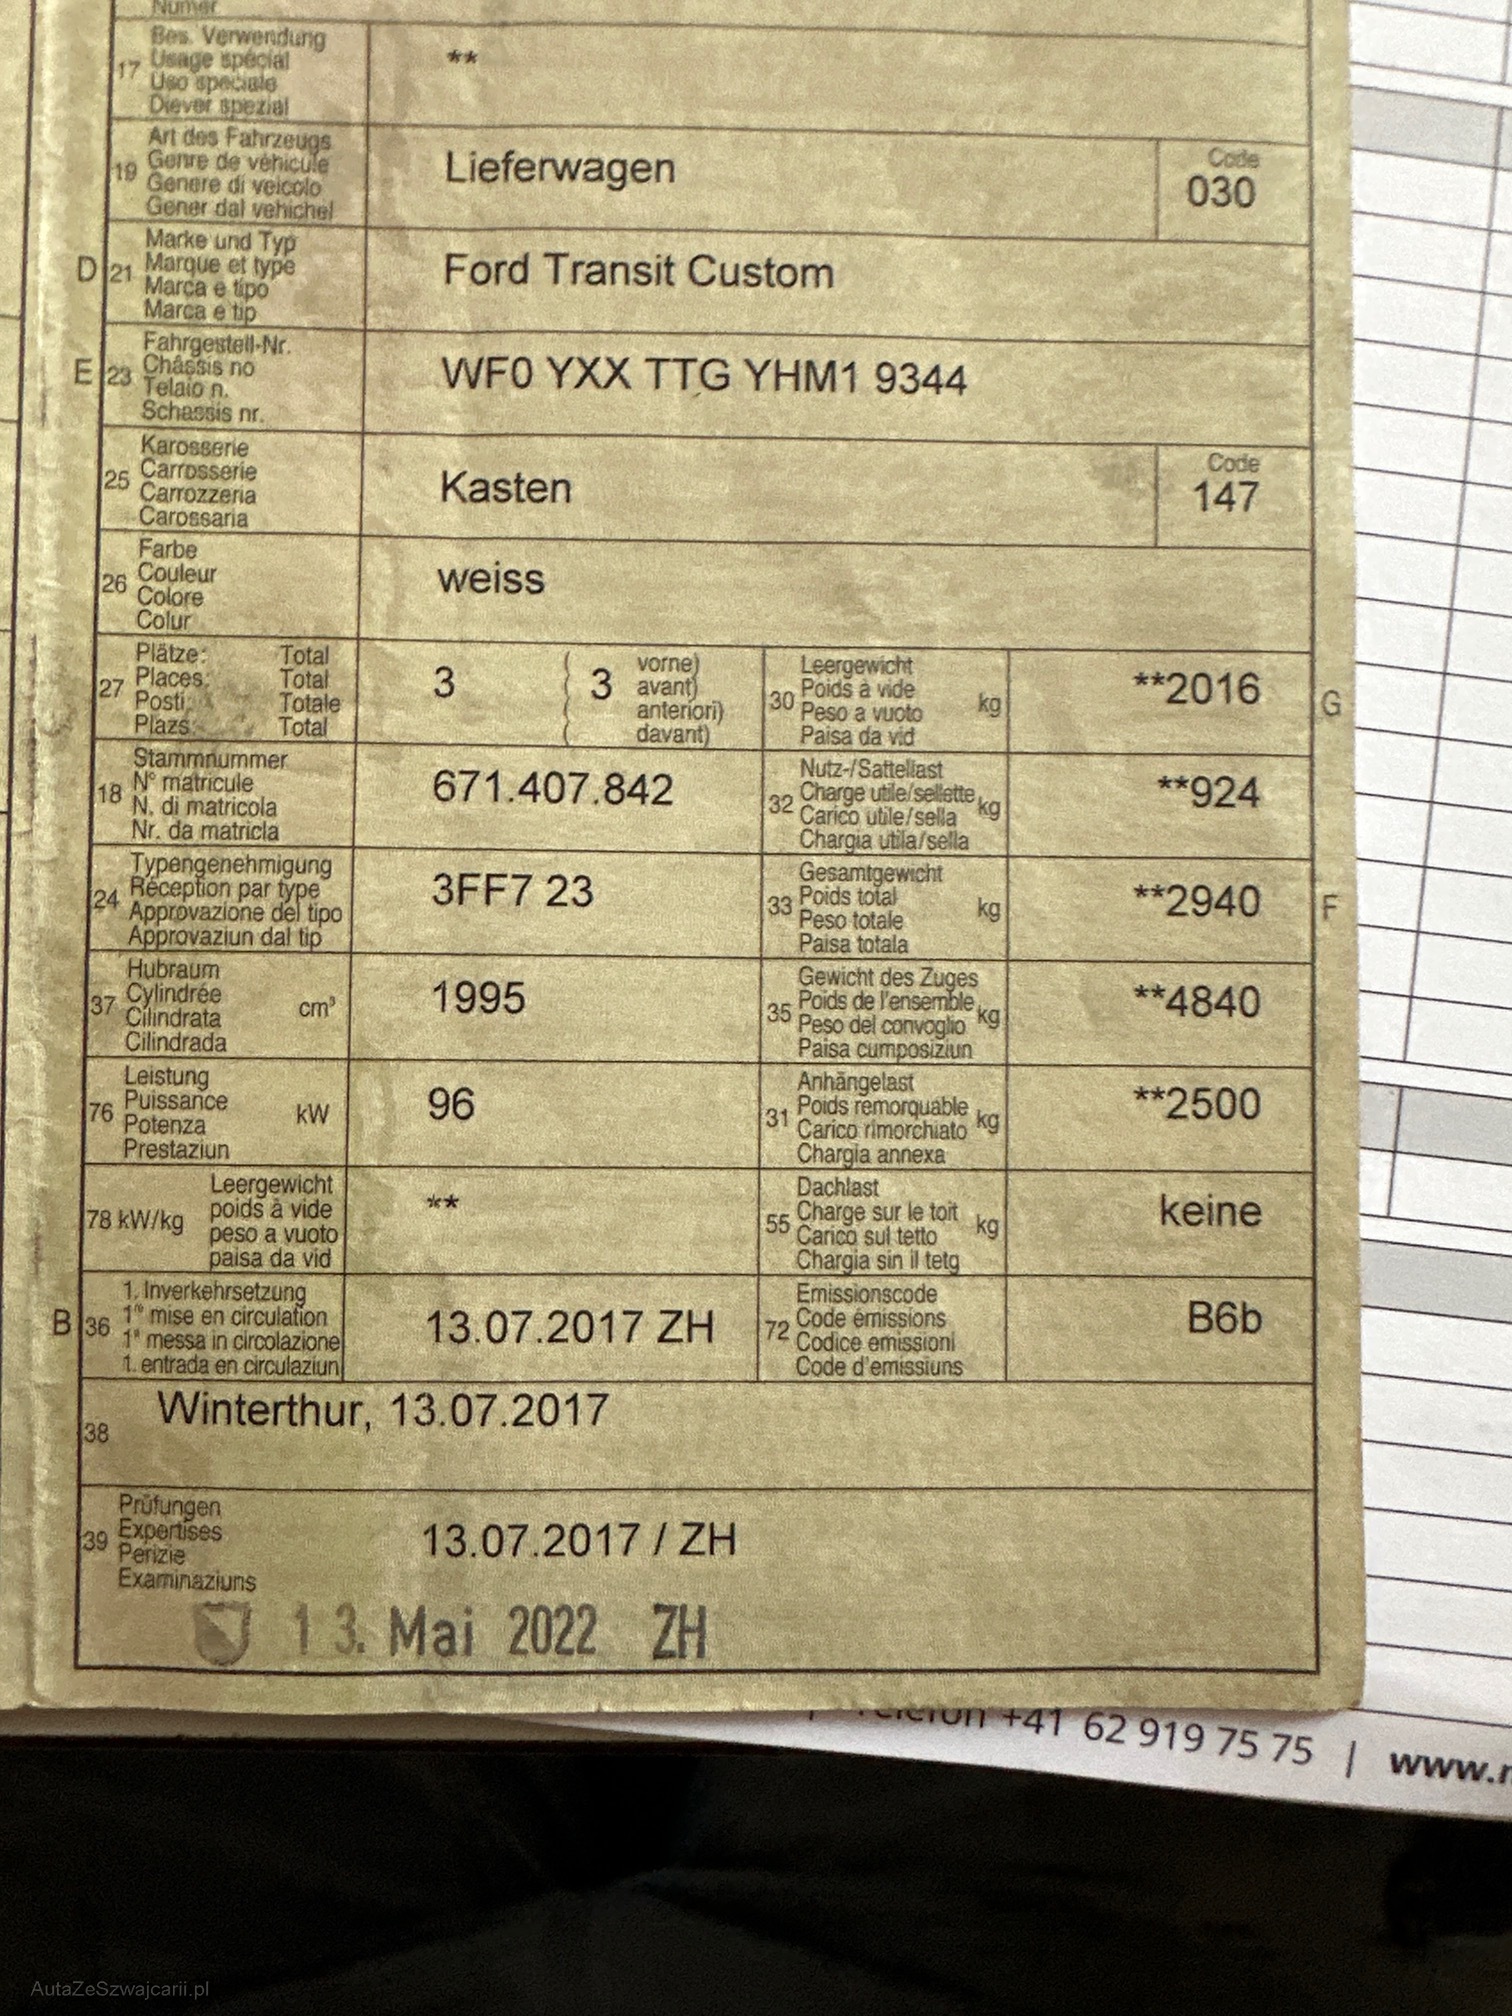 Numer
17 Bes. Verwendung
Usage spécial
Uso speciale
Diever spezial
**
19 Art des Fahrzeugs
Genre de véhicule
Genere di veicolo
Gener dal vehichel
Lieferwagen
Code
030
D 21 Marke und Typ
Marque et type
Marca e tipo
Marca e tip
Ford Transit Custom
E 23 Fahrgestell-Nr.
Châssis no
Telaio n.
Schassis nr.
WF0 YXX TTG YHM1 9344
25 Karosserie
Carrosserie
Carrozzeria
Carossaria
Kasten
Code
147
26 Farbe
Couleur
Colore
Colur
weiss
27 Plätze: Total
Places: Total
Posti: Totale
Plazs: Total
3 ( 3 vorne)
( avant)
( anteriori)
( davant)
30 Leergewicht
Poids à vide
Peso a vuoto
Paisa da vid
kg
**2016
G
18 Stammnummer
N° matricule
N. di matricola
Nr. da matricla
671.407.842
32 Nutz-/Sattellast
Charge utile/sellette
Carico utile/sella
Chargia utila/sella
kg
**924
24 Typengenehmigung
Réception par type
Approvazione del tipo
Approvaziun dal tip
3FF7 23
33 Gesamtgewicht
Poids total
Peso totale
Paisa totala
kg
**2940
F
37 Hubraum
Cylindrée
Cilindrata
Cilindrada
cm³
1995
35 Gewicht des Zuges
Poids de l'ensemble
Peso del convoglio
Paisa cumposiziun
kg
**4840
76 Leistung
Puissance
Potenza
Prestaziun
kW
96
31 Anhängelast
Poids remorquable
Carico rimorchiato
Chargia annexa
kg
**2500
78 kW/kg
Leergewicht
poids à vide
peso a vuoto
paisa da vid
**
55 Dachlast
Charge sur le toit
Carico sul tetto
Chargia sin il tetg
kg
keine
B 36 1. Inverkehrsetzung
1re mise en circulation
1a messa in circolazione
1. entrada en circulaziun
13.07.2017 ZH
72 Emissionscode
Code émissions
Codice emissioni
Code d'emissiuns
B6b
38 Winterthur, 13.07.2017
39 Prüfungen
Expertises
Perizie
Examinaziuns
13.07.2017 / ZH
13. Mai 2022 ZH
Telefon +41 62 919 75 75 | www.
AutaZeSzwajcarii.pl